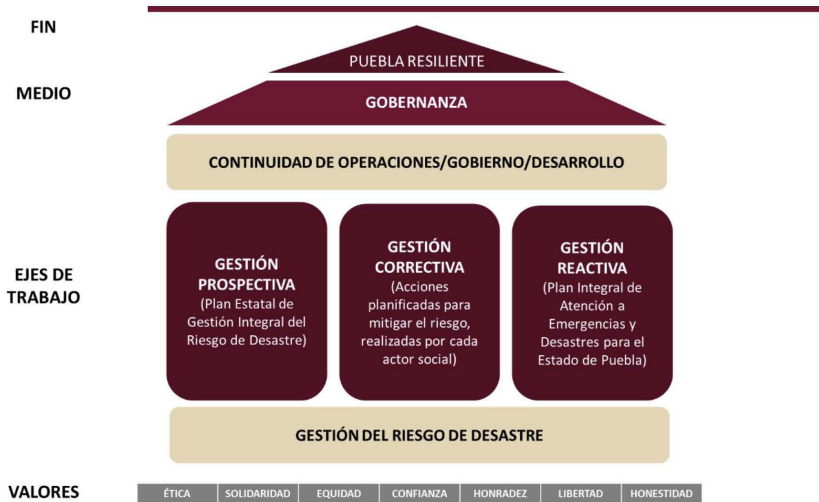 FIN
PUEBLA RESILIENTE
MEDIO
GOBERNANZA
CONTINUIDAD DE OPERACIONES/GOBIERNO/DESARROLLO
EJES DE
TRABAJO
GESTIÓN
PROSPECTIVA
(Plan Estatal de
Gestión Integral del
Riesgo de Desastre)
GESTIÓN
CORRECTIVA
(Acciones
planificadas para
mitigar el riesgo,
realizadas por cada
actor social)
GESTIÓN
REACTIVA
(Plan Integral de
Atención a
Emergencias y
Desastres para el
Estado de Puebla)
GESTIÓN DEL RIESGO DE DESASTRE
VALORES
ÉTICA
SOLIDARIDAD
EQUIDAD
CONFIANZA
HONRADEZ
LIBERTAD
HONESTIDAD